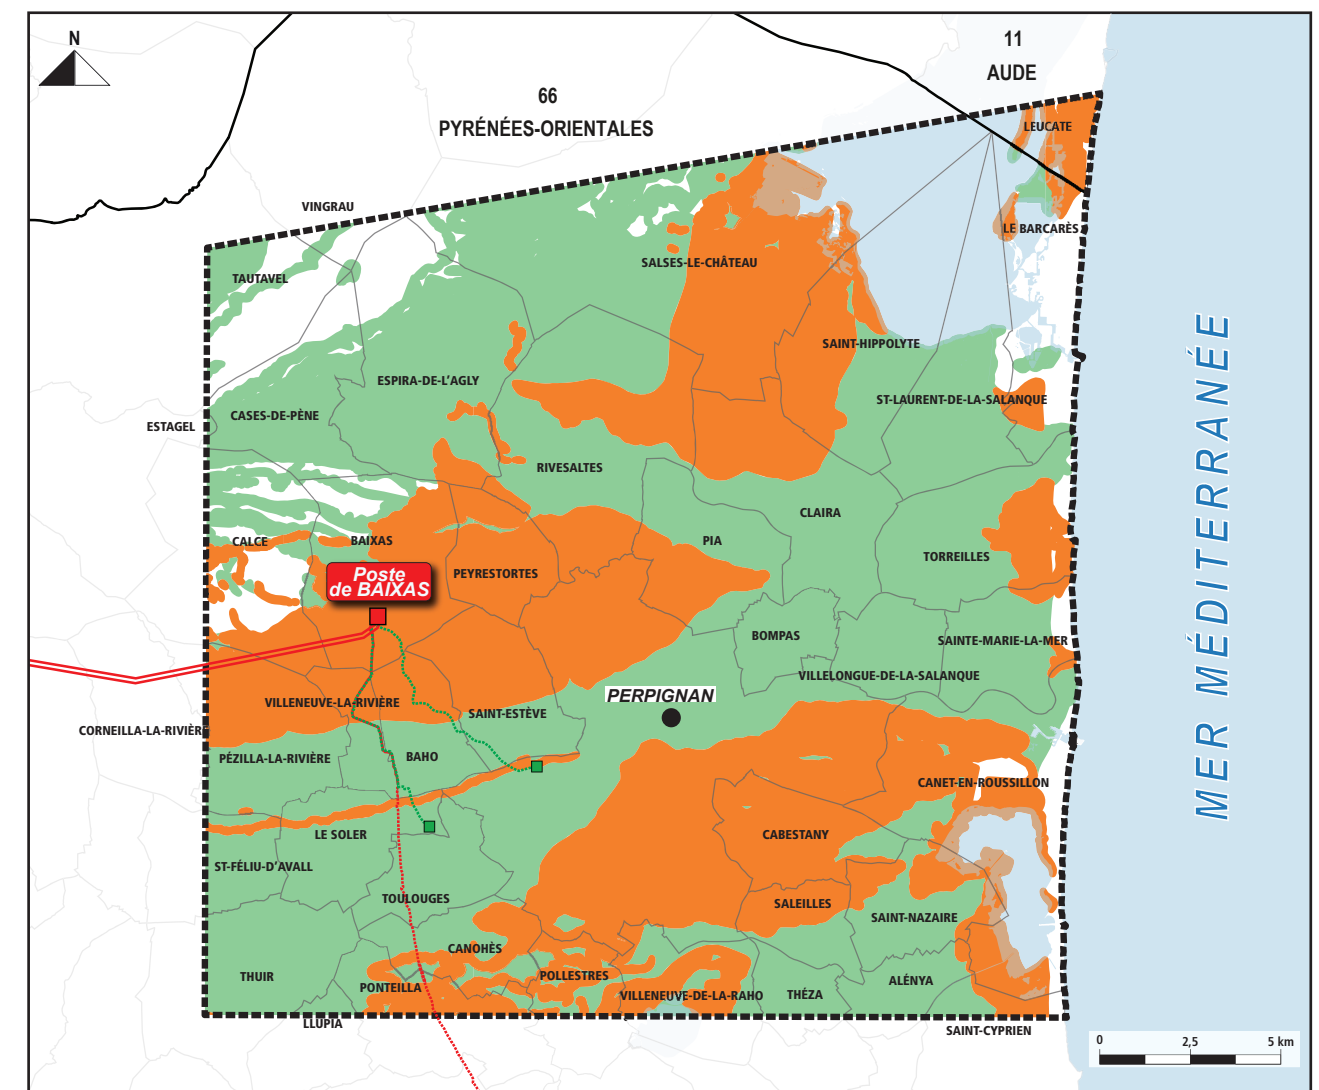 N
11
AUDE
66
PYRÉNÉES-ORIENTALES
LEUCATE
VINGRAU
LE BARCARÈS
TAUTAVEL
SALSES-LE-CHÂTEAU
SAINT-HIPPOLYTE
ESPIRA-DE-L'AGLY
ST-LAURENT-DE-LA-SALANQUE
CASES-DE-PÈNE
ESTAGEL
RIVESALTES
CLAIRA
CALCE
BAIXAS
PIA
TORREILLES
Poste
de BAIXAS
PEYRESTORTES
BOMPAS
SAINTE-MARIE-LA-MER
VILLELONGUE-DE-LA-SALANQUE
PERPIGNAN
VILLENEUVE-LA-RIVIÈRE
SAINT-ESTÈVE
CORNEILLA-LA-RIVIÈR
PÉZILLA-LA-RIVIÈRE
BAHO
CANET-EN-ROUSSILLON
LE SOLER
CABESTANY
ST-FÉLIU-D'AVALL
TOULOUGES
SALEILLES
SAINT-NAZAIRE
CANOHÈS
THUIR
PONTEILLA
POLLESTRES
VILLENEUVE-DE-LA-RAHO
THÉZA
ALÉNYA
LLUPIA
SAINT-CYPRIEN
MER MÉDITERRANÉE
0 2,5 5 km